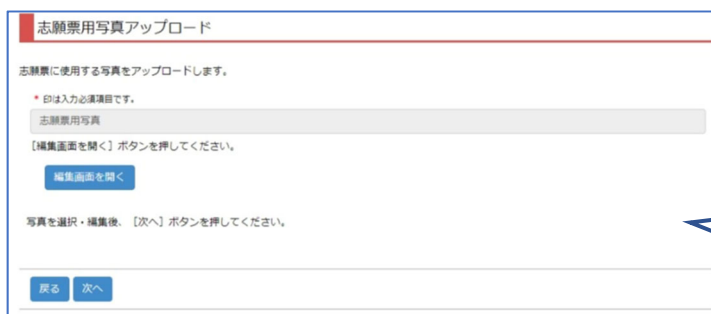 志願票用写真アップロード
志願票に使用する写真をアップロードします。
* 印は入力必須項目です。
志願票用写真
[編集画面を開く] ボタンを押してください。
編集画面を開く
写真を選択・編集後、[次へ] ボタンを押してください。
戻る 次へ